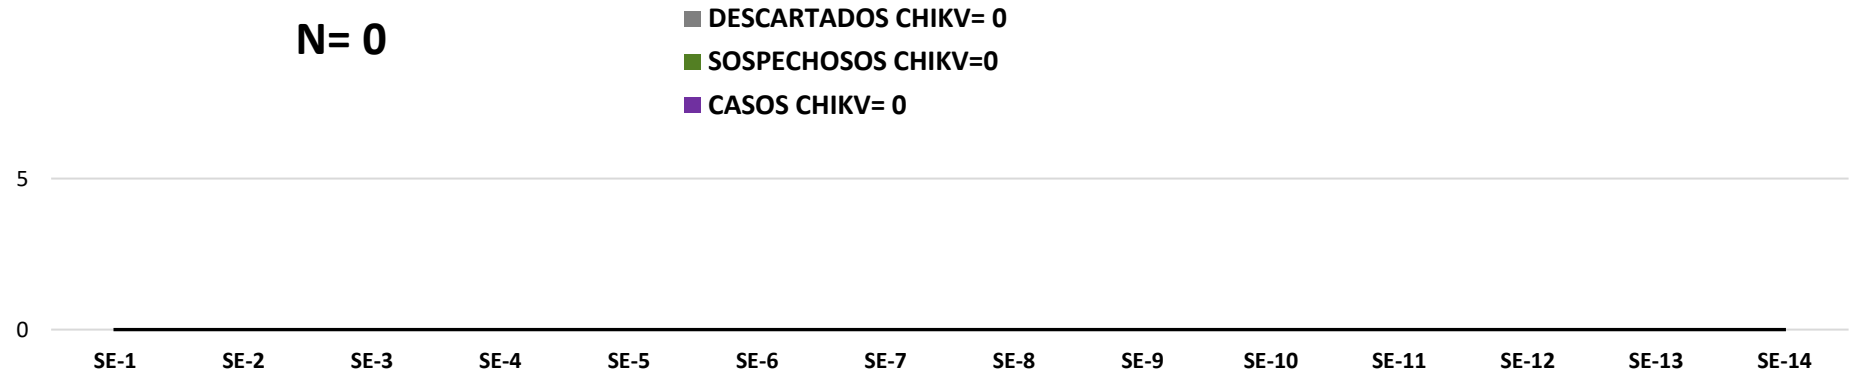 N= 0
DESCARTADOS CHIKV= 0
SOSPECHOSOS CHIKV=0
CASOS CHIKV= 0
5
0
SE-1 SE-2 SE-3 SE-4 SE-5 SE-6 SE-7 SE-8 SE-9 SE-10 SE-11 SE-12 SE-13 SE-14